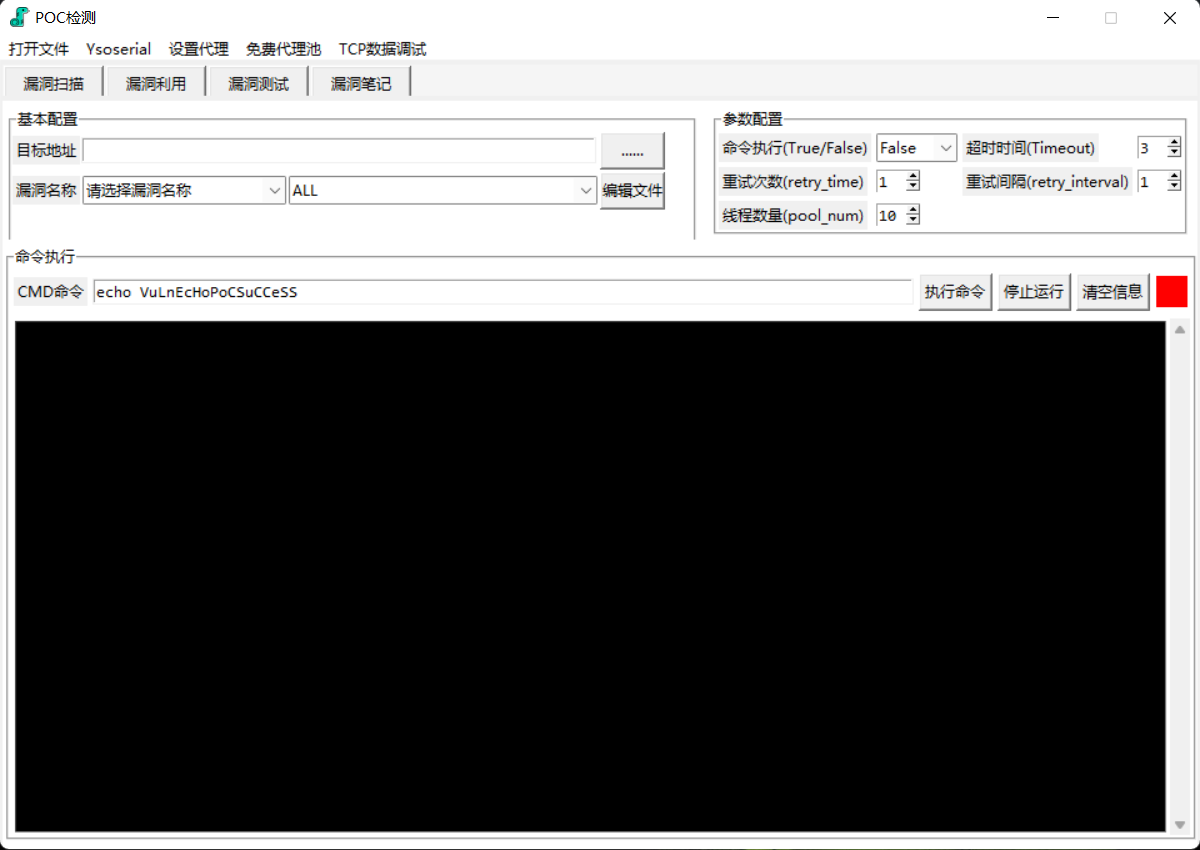 POC检测
打开文件 Ysoserial 设置代理 免费代理池 TCP数据调试
漏洞扫描 漏洞利用 漏洞测试 漏洞笔记
基本配置
目标地址 ......
漏洞名称 请选择漏洞名称 ALL 编辑文件
参数配置
命令执行(True/False) False 超时时间(Timeout) 3
重试次数(retry_time) 1 重试间隔(retry_interval) 1
线程数量(pool_num) 10
命令执行
CMD命令 echo VuLnEcHoPoCSuCCeSS 执行命令 停止运行 清空信息